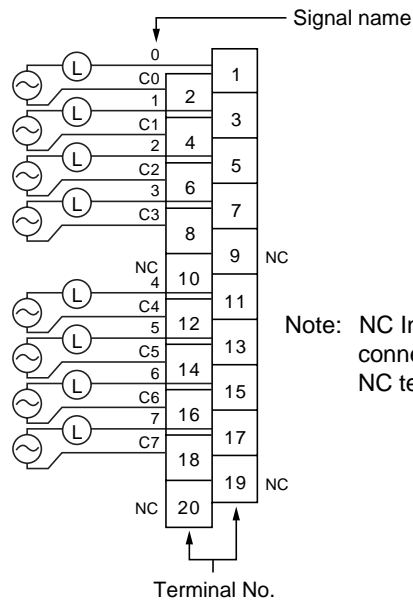 Signal name
0
L
1
C0
2
1
L
3
C1
4
2
L
5
C2
6
3
L
7
C3
8
9 NC
NC
10
4
L
11
C4
12
5
L
13
C5
14
6
L
15
C6
16
7
L
17
C7
18
19 NC
NC 20
Note: NC In
conne
NC te
Terminal No.